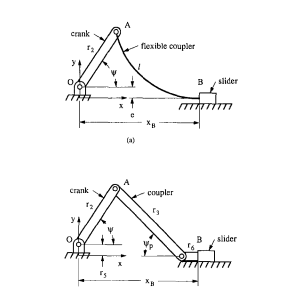 A
crank
r2
flexible coupler
y
ψ
l
O
B
slider
x
e
xB
(a)
A
crank
coupler
r2
r3
y
ψ
ψp
r6
B
slider
O
x
r5
xB